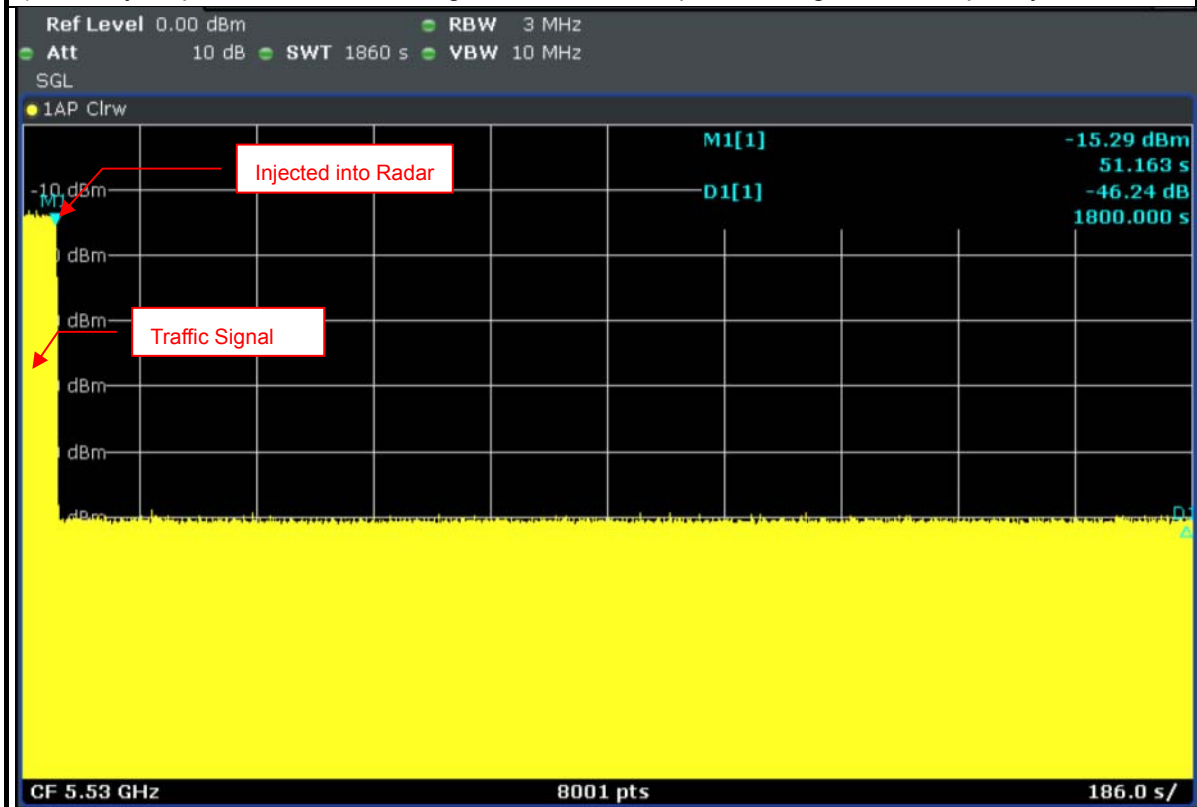 Ref Level 0.00 dBm RBW 3 MHz
Att 10 dB SWT 1860 s VBW 10 MHz
SGL
1AP Clrw
M1[1] -15.29 dBm
51.163 s
Injected into Radar
-10 dBm
D1[1] -46.24 dB
1800.000 s
M1
dBm
dBm
Traffic Signal
dBm
dBm
dBm
D1
CF 5.53 GHz 8001 pts 186.0 s/